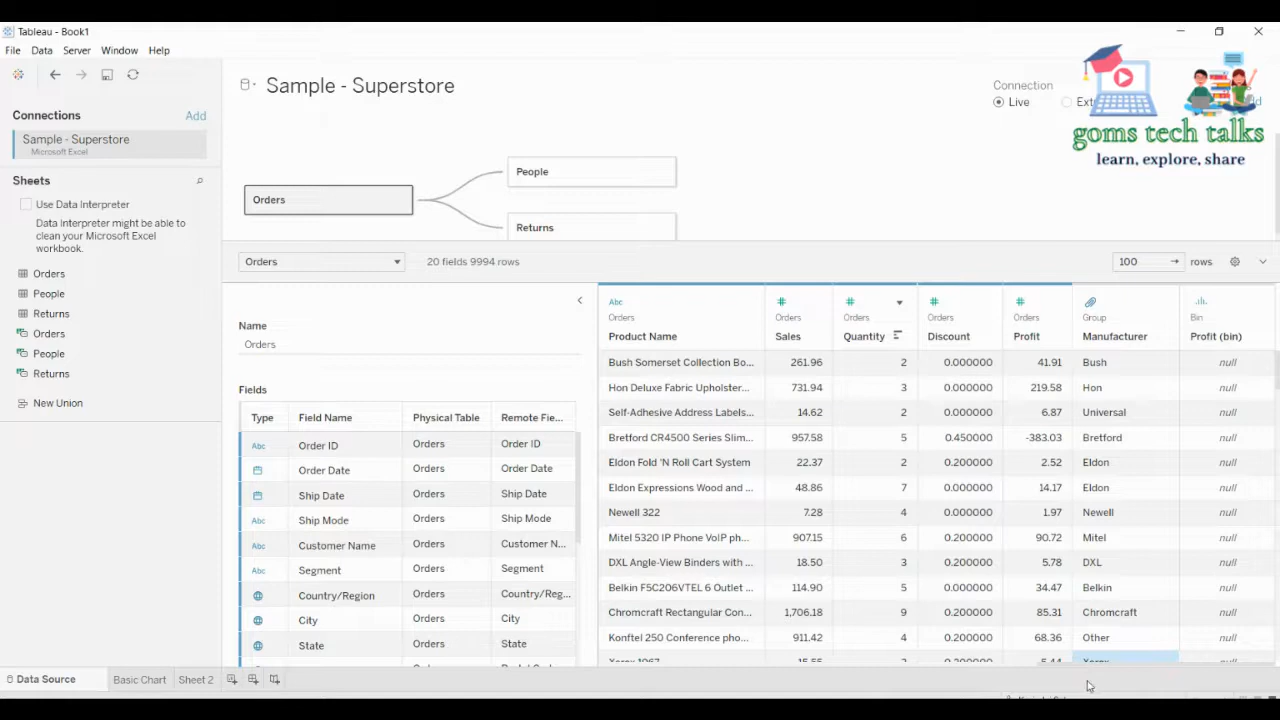 Tableau - Book1
File Data Server Window Help
Connections Add
Sample - Superstore
Microsoft Excel
Sheets
Use Data Interpreter
Data Interpreter might be able to
clean your Microsoft Excel
workbook.
Orders
People
Returns
Orders
People
Returns
New Union
Sample - Superstore
Connection
Live
goms tech talks
learn, explore, share
Orders
People
Returns
Orders 20 fields 9994 rows 100 rows
Name
Orders
Fields
Type Field Name Physical Table Remote Fie...
Abc Order ID Orders Order ID
Order Date Orders Order Date
Ship Date Orders Ship Date
Abc Ship Mode Orders Ship Mode
Abc Customer Name Orders Customer N...
Abc Segment Orders Segment
Country/Region Orders Country/Reg...
City Orders City
State Orders State
Abc
Orders Orders Orders Orders Orders Group Bin
Product Name Sales Quantity Discount Profit Manufacturer Profit (bin)
Bush Somerset Collection Bo... 261.96 2 0.000000 41.91 Bush null
Hon Deluxe Fabric Upholster... 731.94 3 0.000000 219.58 Hon null
Self-Adhesive Address Labels... 14.62 2 0.000000 6.87 Universal null
Bretford CR4500 Series Slim... 957.58 5 0.450000 -383.03 Bretford null
Eldon Fold 'N Roll Cart System 22.37 2 0.200000 2.52 Eldon null
Eldon Expressions Wood and ... 48.86 7 0.000000 14.17 Eldon null
Newell 322 7.28 4 0.000000 1.97 Newell null
Mitel 5320 IP Phone VoIP ph... 907.15 6 0.200000 90.72 Mitel null
DXL Angle-View Binders with ... 18.50 3 0.200000 5.78 DXL null
Belkin F5C206VTEL 6 Outlet ... 114.90 5 0.000000 34.47 Belkin null
Chromcraft Rectangular Con... 1,706.18 9 0.200000 85.31 Chromcraft null
Konftel 250 Conference pho... 911.42 4 0.200000 68.36 Other null
Xerox 1967 15.55 3 0.200000 5.44 Xerox null
Data Source Basic Chart Sheet 2